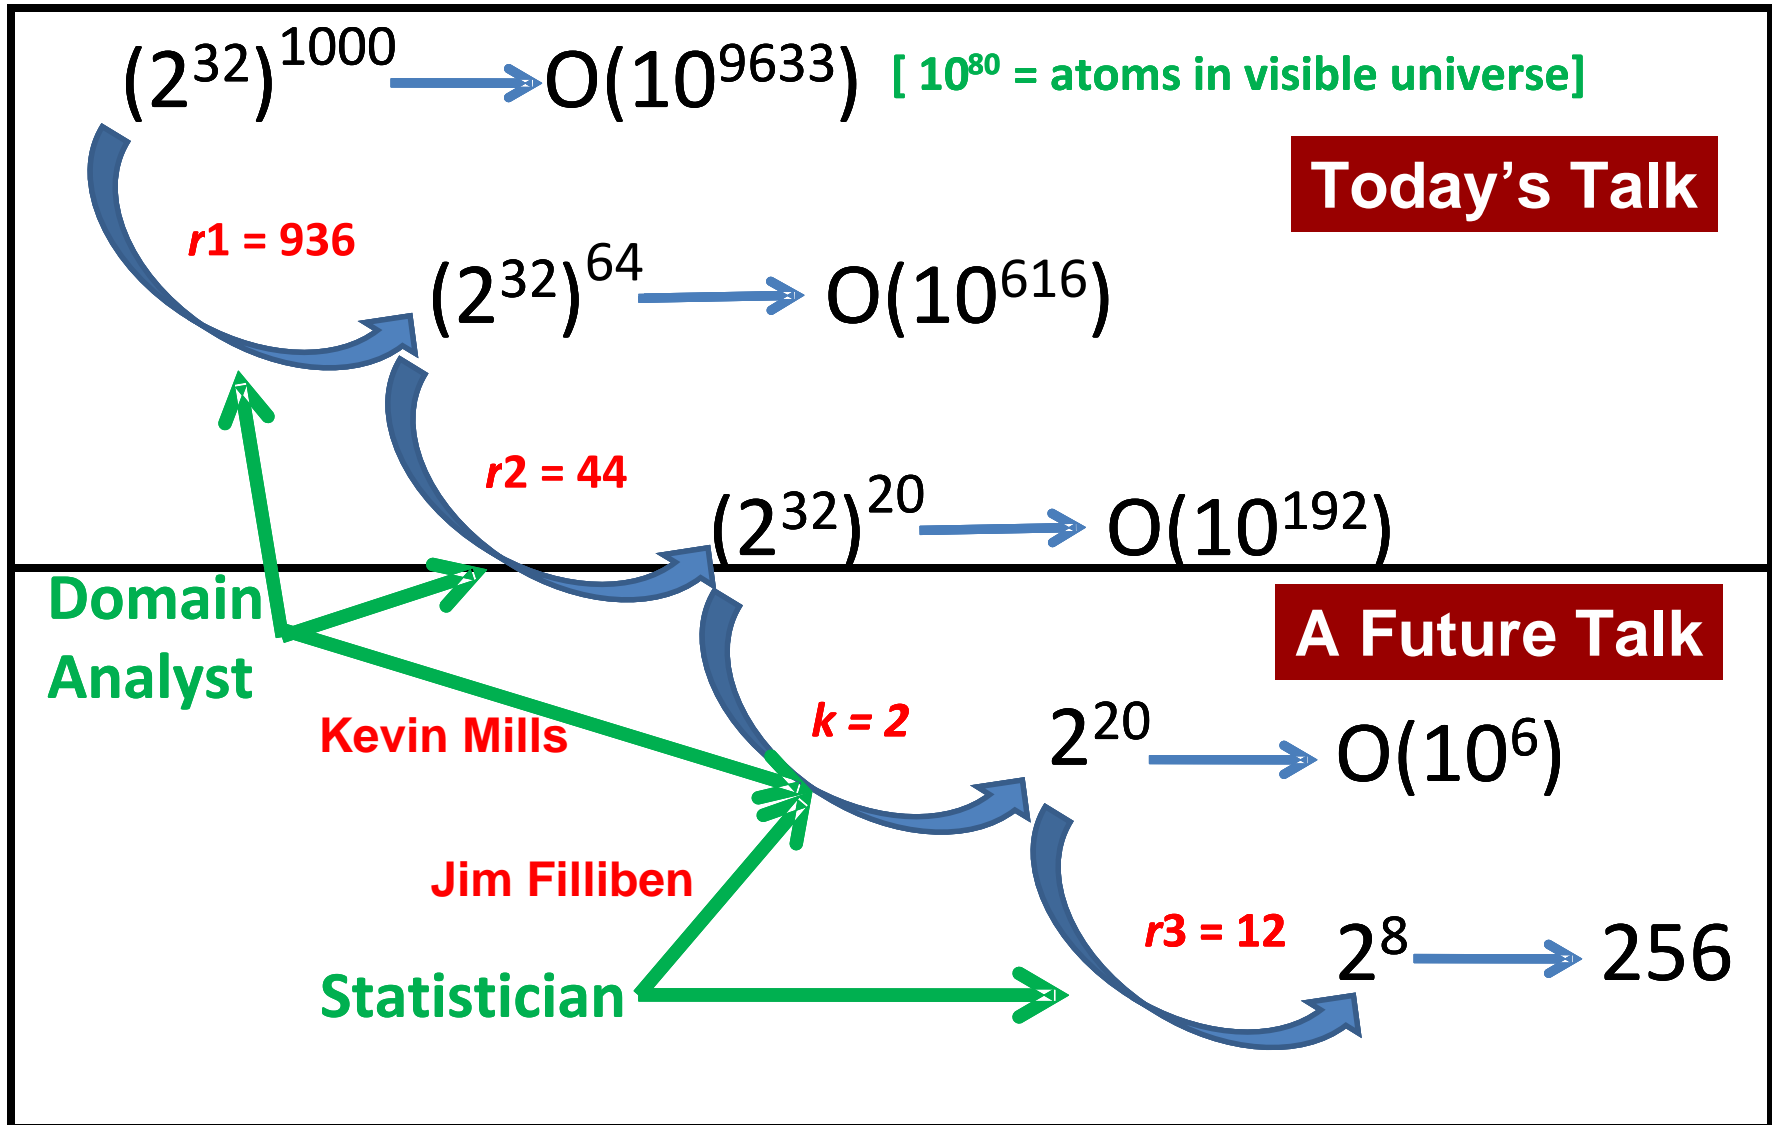 (2³²)¹⁰⁰⁰ → O(10⁹⁶³³) [ 10⁸⁰ = atoms in visible universe]
Today’s Talk
r1 = 936
(2³²)⁶⁴ → O(10⁶¹⁶)
r2 = 44
(2³²)²⁰ → O(10¹⁹²)
Domain
Analyst
A Future Talk
Kevin Mills
k = 2
2²⁰ → O(10⁶)
Jim Filliben
r3 = 12
2⁸ → 256
Statistician